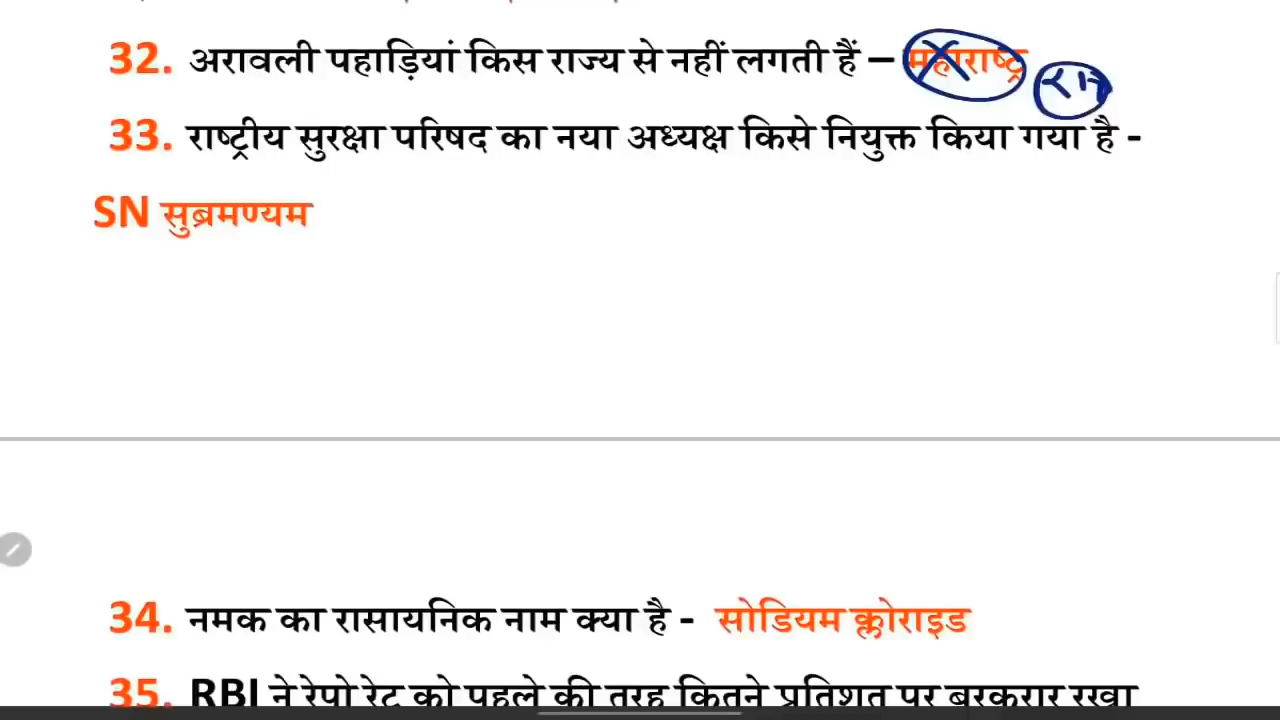 32. अरावली पहाड़ियां किस राज्य से नहीं लगती हैं – महाराष्ट्र
33. राष्ट्रीय सुरक्षा परिषद का नया अध्यक्ष किसे नियुक्त किया गया है -
SN सुब्रमण्यम
34. नमक का रासायनिक नाम क्या है - सोडियम क्लोराइड
35. RBI ने रेपो रेट को पहले की तरह कितने प्रतिशत पर बरकरार रखा